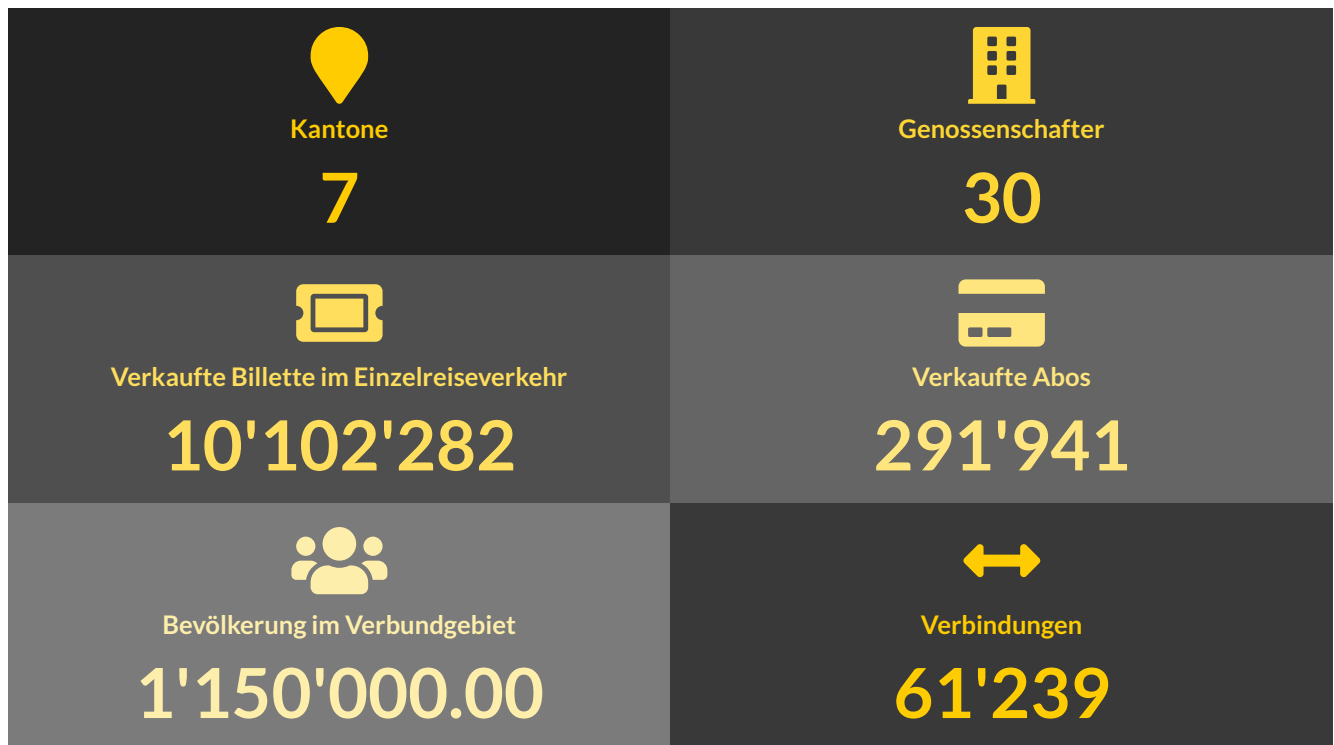 Kantone
7
Genossenschafter
30
Verkaufte Billette im Einzelreiseverkehr
10'102'282
Verkaufte Abos
291'941
Bevölkerung im Verbundgebiet
1'150'000.00
Verbindungen
61'239